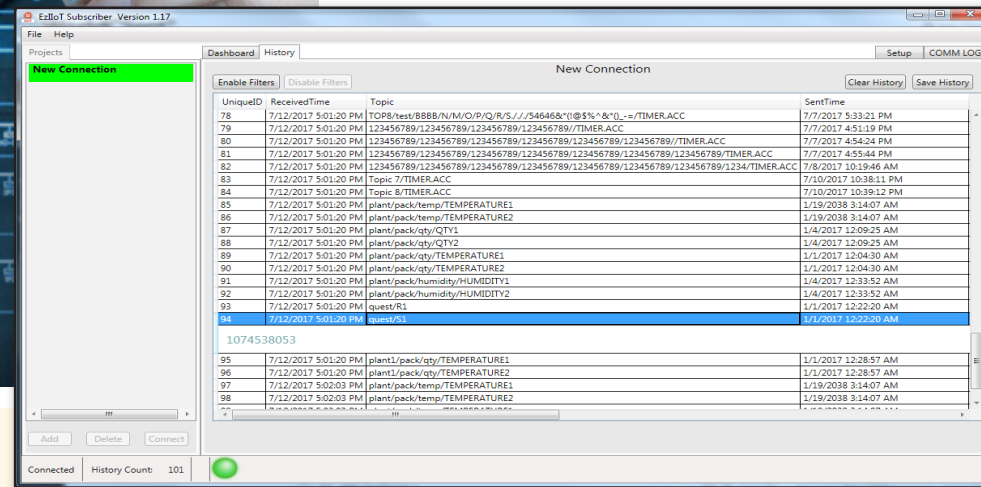 EzIIoT Subscriber Version 1.17
File Help
Projects
Dashboard History
Setup COMM LOG
New Connection
New Connection
Enable Filters Disable Filters
Clear History Save History
UniqueID ReceivedTime Topic SentTime
78 7/12/2017 5:01:20 PM TOP8/test/BBBB/N/M/O/P/Q/R/S././/54646&*(!@$%^&*()_-=/TIMER.ACC 7/7/2017 5:33:21 PM
79 7/12/2017 5:01:20 PM 123456789/123456789/123456789/123456789//TIMER.ACC 7/7/2017 4:51:19 PM
80 7/12/2017 5:01:20 PM 123456789/123456789/123456789/123456789/123456789/123456789//TIMER.ACC 7/7/2017 4:54:24 PM
81 7/12/2017 5:01:20 PM 123456789/123456789/123456789/123456789/123456789/123456789/123456789/TIMER.ACC 7/7/2017 4:55:44 PM
82 7/12/2017 5:01:20 PM 123456789/123456789/123456789/123456789/123456789/123456789/123456789/1234/TIMER.ACC 7/8/2017 10:19:46 AM
83 7/12/2017 5:01:20 PM Topic 7/TIMER.ACC 7/10/2017 10:38:11 PM
84 7/12/2017 5:01:20 PM Topic 8/TIMER.ACC 7/10/2017 10:39:12 PM
85 7/12/2017 5:01:20 PM plant/pack/temp/TEMPERATURE1 1/19/2038 3:14:07 AM
86 7/12/2017 5:01:20 PM plant/pack/temp/TEMPERATURE2 1/19/2038 3:14:07 AM
87 7/12/2017 5:01:20 PM plant/pack/qty/QTY1 1/4/2017 12:09:25 AM
88 7/12/2017 5:01:20 PM plant/pack/qty/QTY2 1/4/2017 12:09:25 AM
89 7/12/2017 5:01:20 PM plant/pack/qty/TEMPERATURE1 1/1/2017 12:04:30 AM
90 7/12/2017 5:01:20 PM plant/pack/qty/TEMPERATURE2 1/1/2017 12:04:30 AM
91 7/12/2017 5:01:20 PM plant/pack/humidity/HUMIDITY1 1/4/2017 12:33:52 AM
92 7/12/2017 5:01:20 PM plant/pack/humidity/HUMIDITY2 1/4/2017 12:33:52 AM
93 7/12/2017 5:01:20 PM quest/R1 1/1/2017 12:22:20 AM
94 7/12/2017 5:01:20 PM quest/S1 1/1/2017 12:22:20 AM
1074538053
95 7/12/2017 5:01:20 PM plant1/pack/qty/TEMPERATURE1 1/1/2017 12:28:57 AM
96 7/12/2017 5:01:20 PM plant1/pack/qty/TEMPERATURE2 1/1/2017 12:28:57 AM
97 7/12/2017 5:02:03 PM plant/pack/temp/TEMPERATURE1 1/19/2038 3:14:07 AM
98 7/12/2017 5:02:03 PM plant/pack/temp/TEMPERATURE2 1/19/2038 3:14:07 AM
Add Delete Connect
Connected History Count: 101